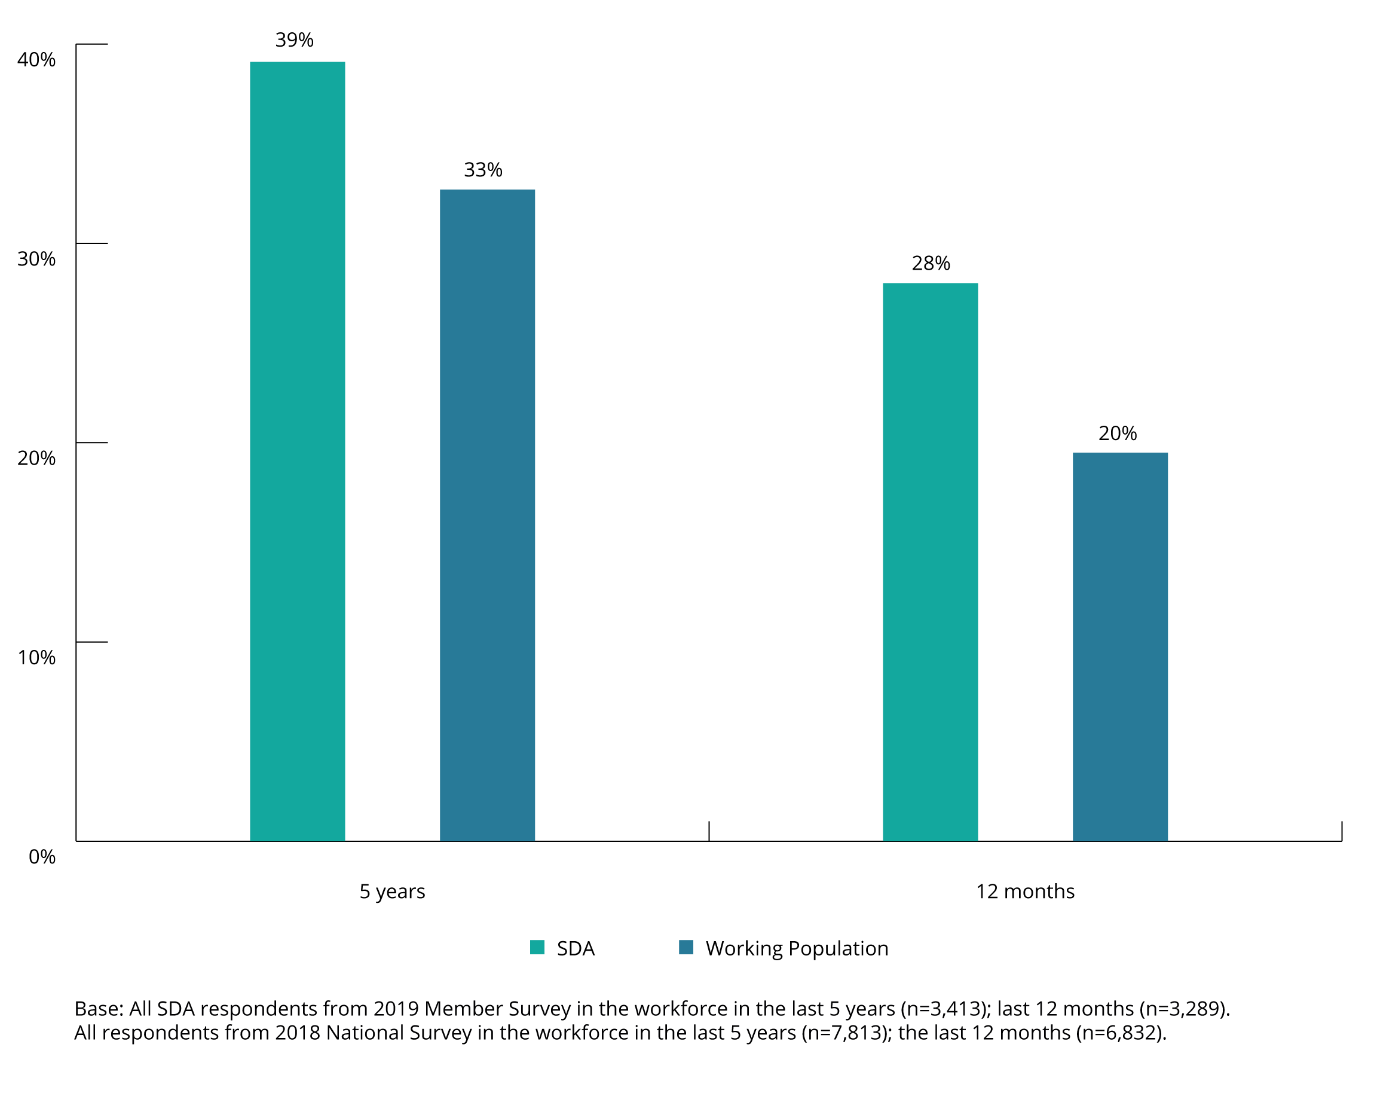 39%
40%
33%
30%
28%
20%
20%
10%
0%
5 years
12 months
SDA
Working Population
Base: All SDA respondents from 2019 Member Survey in the workforce in the last 5 years (n=3,413); last 12 months (n=3,289).
All respondents from 2018 National Survey in the workforce in the last 5 years (n=7,813); the last 12 months (n=6,832).